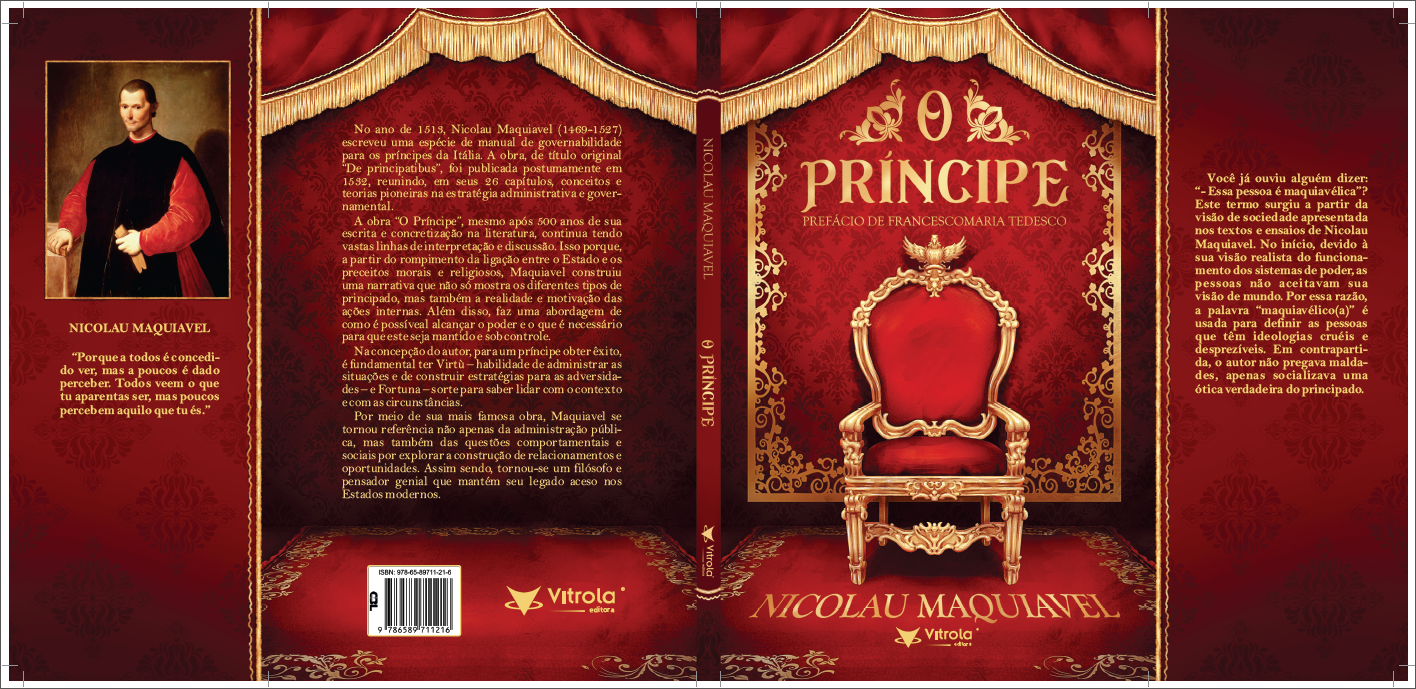 NICOLAU MAQUIAVEL
“Porque a todos é concedi-
do ver, mas a poucos é dado
perceber. Todos veem o que
tu aparentas ser, mas poucos
percebem aquilo que tu és.”
No ano de 1513, Nicolau Maquiavel (1469-1527)
escreveu uma espécie de manual de governabilidade
para os príncipes da Itália. A obra, de título original
“De principatibus”, foi publicada postumamente em
1532, reunindo, em seus 26 capítulos, conceitos e
teorias pioneiras na estratégia administrativa e gover-
namental.
A obra “O Príncipe”, mesmo após 500 anos de sua
escrita e concretização na literatura, continua tendo
vastas linhas de interpretação e discussão. Isso porque,
a partir do rompimento da ligação entre o Estado e os
preceitos morais e religiosos, Maquiavel construiu
uma narrativa que não só mostra os diferentes tipos de
principado, mas também a realidade e motivação das
ações internas. Além disso, faz uma abordagem de
como é possíveal alcançar o poder e o que é necessário
para que este seja mantido e sob controle.
Na concepção do autor, para um príncipe obter êxito,
é fundamental ter Virtù – habilidade de administrar as
situações e de construir estratégias para as adversida-
des – e Fortuna – sorte para saber lidar com o contexto
e com as circunstâncias.
Por meio de sua mais famosa obra, Maquiavel se
tornou referência não apenas da administração públi-
ca, mas também das questões comportamentais e
sociais por explorar a construção de relacionamentos e
oportunidades. Assim sendo, tornou-se um filósofo e
pensador genial que mantém seu legado aceso nos
Estados modernos.
ISBN: 978-65-89711-21-6
CBL
9 786589 711216
Vitrola
editora
NICOLAU MAQUIAVEL
O PRÍNCIPE
Vitrola
editora
O
PRÍNCIPE
PREFÁCIO DE FRANCESCOMARIA TEDESCO
NICOLAU MAQUIAVEL
Vitrola
editora
Você já ouviu alguém dizer:
“- Essa pessoa é maquiavélica”?
Este termo surgiu a partir da
visão de sociedade apresentada
nos textos e ensaios de Nicolau
Maquiavel. No início, devido à
sua visão realista do funciona-
mento dos sistemas de poder, as
pessoas não aceitavam sua
visão de mundo. Por essa razão,
a palavra “maquiavélico(a)” é
usada para definir as pessoas
que têm ideologias cruéis e
desprezíveis. Em contraparti-
da, o autor não pregava malda-
des, apenas socializava uma
ótica verdadeira do principado.